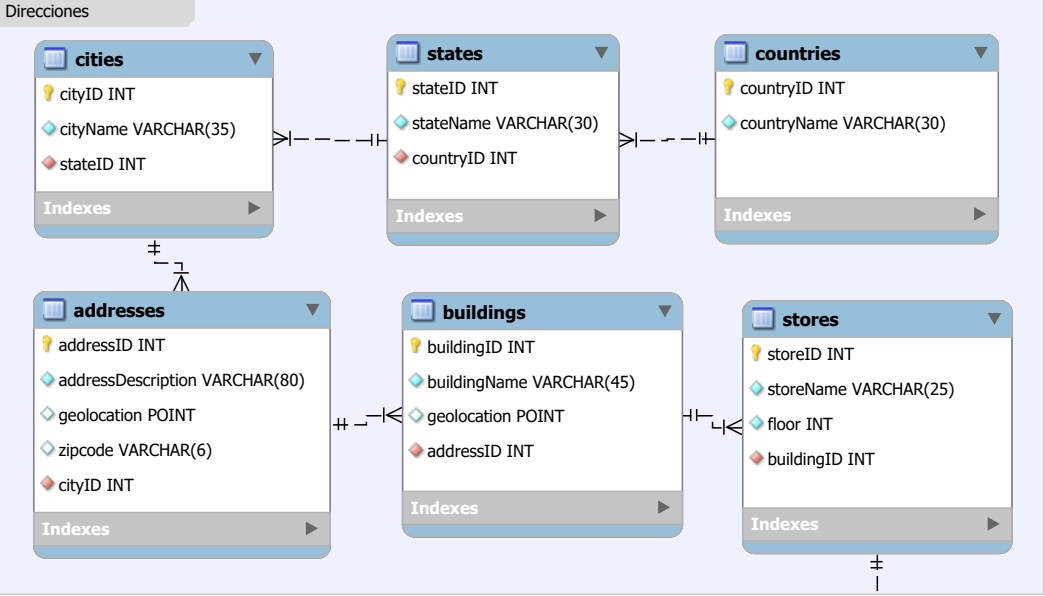 Direcciones
cities
cityID INT
cityName VARCHAR(35)
stateID INT
Indexes
states
stateID INT
stateName VARCHAR(30)
countryID INT
Indexes
countries
countryID INT
countryName VARCHAR(30)
Indexes
addresses
addressID INT
addressDescription VARCHAR(80)
geolocation POINT
zipcode VARCHAR(6)
cityID INT
Indexes
buildings
buildingID INT
buildingName VARCHAR(45)
geolocation POINT
addressID INT
Indexes
stores
storeID INT
storeName VARCHAR(25)
floor INT
buildingID INT
Indexes